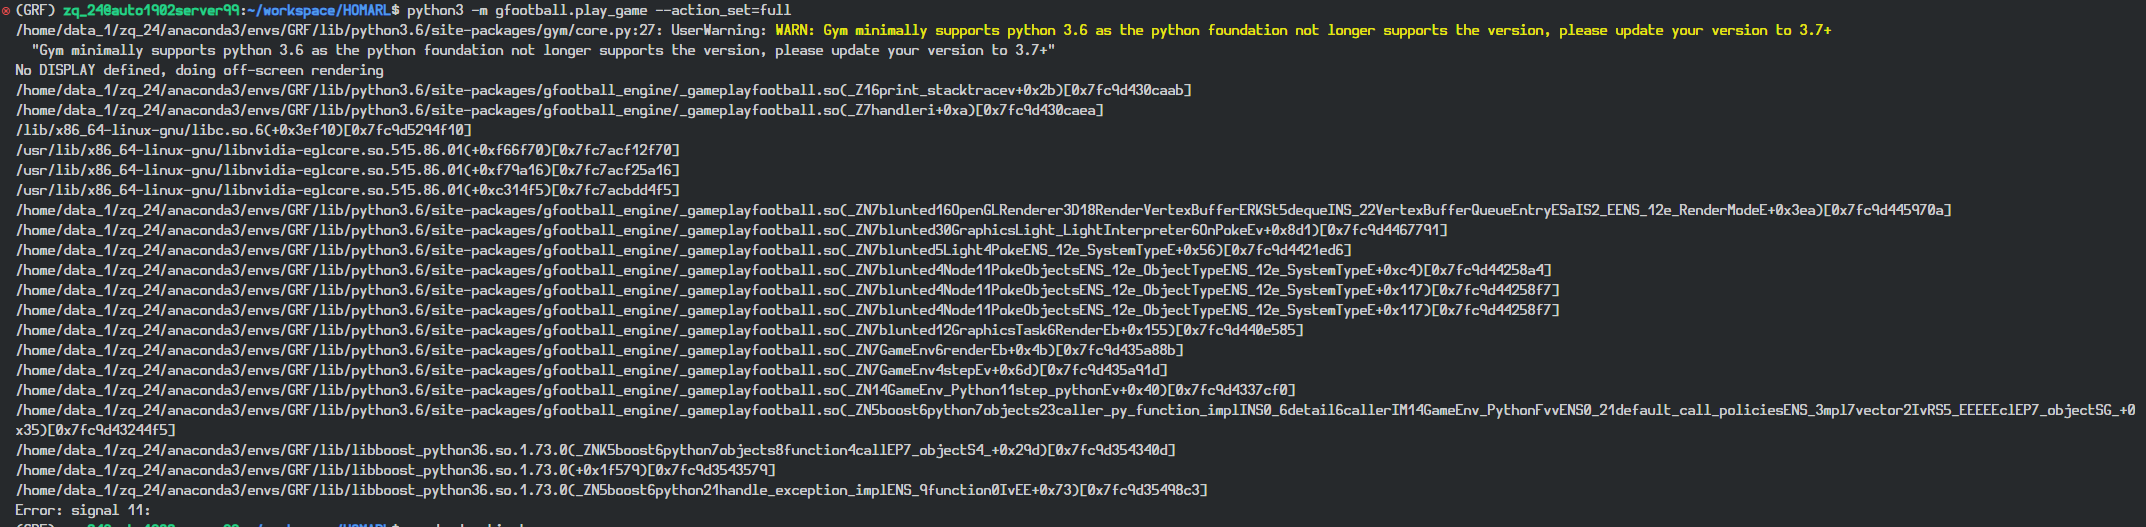 (GRF) zq_24@auto1902server99:~/workspace/HOMARL$ python3 -m gfootball.play_game --action_set=full
/home/data_1/zq_24/anaconda3/envs/GRF/lib/python3.6/site-packages/gym/core.py:27: UserWarning: WARN: Gym minimally supports python 3.6 as the python foundation not longer supports the version, please update your version to 3.7+
"Gym minimally supports python 3.6 as the python foundation not longer supports the version, please update your version to 3.7+"
No DISPLAY defined, doing off-screen rendering
/home/data_1/zq_24/anaconda3/envs/GRF/lib/python3.6/site-packages/gfootball_engine/_gameplayfootball.so(_Z16print_stacktracev+0x2b)[0x7fc9d430caab]
/home/data_1/zq_24/anaconda3/envs/GRF/lib/python3.6/site-packages/gfootball_engine/_gameplayfootball.so(_Z7handleri+0xa)[0x7fc9d430caea]
/lib/x86_64-linux-gnu/libc.so.6(+0x3ef10)[0x7fc9d5294f10]
/usr/lib/x86_64-linux-gnu/libnvidia-eglcore.so.515.86.01(+0xf66f70)[0x7fc7acf12f70]
/usr/lib/x86_64-linux-gnu/libnvidia-eglcore.so.515.86.01(+0xf79a16)[0x7fc7acf25a16]
/usr/lib/x86_64-linux-gnu/libnvidia-eglcore.so.515.86.01(+0xc314f5)[0x7fc7acbdd4f5]
/home/data_1/zq_24/anaconda3/envs/GRF/lib/python3.6/site-packages/gfootball_engine/_gameplayfootball.so(_ZN7blunted16OpenGLRenderer3D18RenderVertexBufferERKSt5dequeINS_22VertexBufferQueueEntryESaIS2_EENS_12e_RenderModeE+0x3ea)[0x7fc9d445970a]
/home/data_1/zq_24/anaconda3/envs/GRF/lib/python3.6/site-packages/gfootball_engine/_gameplayfootball.so(_ZN7blunted30GraphicsLight_LightInterpreter6OnPokeEv+0x8d1)[0x7fc9d4467791]
/home/data_1/zq_24/anaconda3/envs/GRF/lib/python3.6/site-packages/gfootball_engine/_gameplayfootball.so(_ZN7blunted5Light4PokeENS_12e_SystemTypeE+0x56)[0x7fc9d4421ed6]
/home/data_1/zq_24/anaconda3/envs/GRF/lib/python3.6/site-packages/gfootball_engine/_gameplayfootball.so(_ZN7blunted4Node11PokeObjectsENS_12e_ObjectTypeENS_12e_SystemTypeE+0xc4)[0x7fc9d44258a4]
/home/data_1/zq_24/anaconda3/envs/GRF/lib/python3.6/site-packages/gfootball_engine/_gameplayfootball.so(_ZN7blunted4Node11PokeObjectsENS_12e_ObjectTypeENS_12e_SystemTypeE+0x117)[0x7fc9d44258f7]
/home/data_1/zq_24/anaconda3/envs/GRF/lib/python3.6/site-packages/gfootball_engine/_gameplayfootball.so(_ZN7blunted4Node11PokeObjectsENS_12e_ObjectTypeENS_12e_SystemTypeE+0x117)[0x7fc9d44258f7]
/home/data_1/zq_24/anaconda3/envs/GRF/lib/python3.6/site-packages/gfootball_engine/_gameplayfootball.so(_ZN7blunted12GraphicsTask6RenderEb+0x155)[0x7fc9d440e585]
/home/data_1/zq_24/anaconda3/envs/GRF/lib/python3.6/site-packages/gfootball_engine/_gameplayfootball.so(_ZN7GameEnv6renderEb+0x4b)[0x7fc9d435a88b]
/home/data_1/zq_24/anaconda3/envs/GRF/lib/python3.6/site-packages/gfootball_engine/_gameplayfootball.so(_ZN7GameEnv4stepEv+0x6d)[0x7fc9d435a91d]
/home/data_1/zq_24/anaconda3/envs/GRF/lib/python3.6/site-packages/gfootball_engine/_gameplayfootball.so(_ZN14GameEnv_Python11step_pythonEv+0x40)[0x7fc9d4337cf0]
/home/data_1/zq_24/anaconda3/envs/GRF/lib/python3.6/site-packages/gfootball_engine/_gameplayfootball.so(_ZN5boost6python7objects23caller_py_function_implINS0_6detail6callerIM14GameEnv_PythonFvvENS0_21default_call_policiesENS_3mpl7vector2IvRS5_EEEEEclEP7_objectSG_+0
x35)[0x7fc9d43244f5]
/home/data_1/zq_24/anaconda3/envs/GRF/lib/libboost_python36.so.1.73.0(_ZNK5boost6python7objects8function4callEP7_objectS4_+0x29d)[0x7fc9d354340d]
/home/data_1/zq_24/anaconda3/envs/GRF/lib/libboost_python36.so.1.73.0(+0x1f579)[0x7fc9d3543579]
/home/data_1/zq_24/anaconda3/envs/GRF/lib/libboost_python36.so.1.73.0(_ZN5boost6python21handle_exception_implENS_9function0IvEE+0x73)[0x7fc9d35498c3]
Error: signal 11: